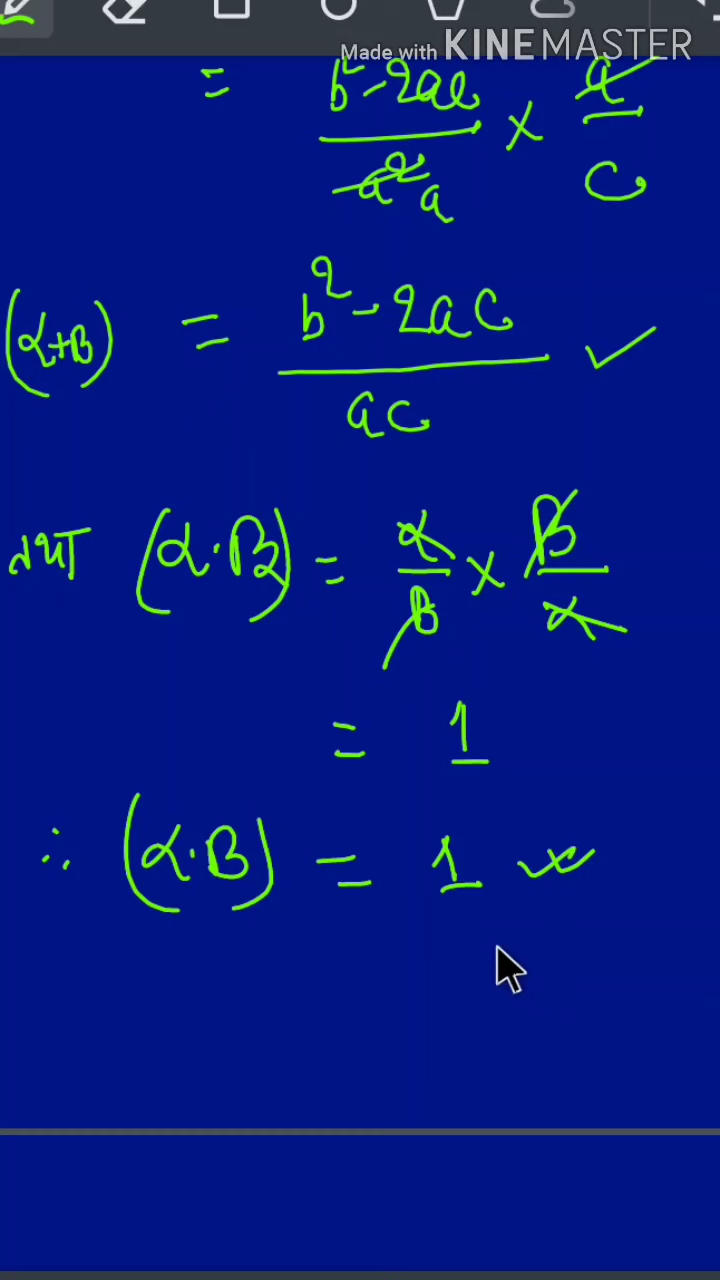 Made with KINEMASTER
= b²-2ac / a² a × a / c
(α+β) = b²-2ac / ac ✓
तथा (α·β) = α/β × β/α
= 1
∴ (α·β) = 1